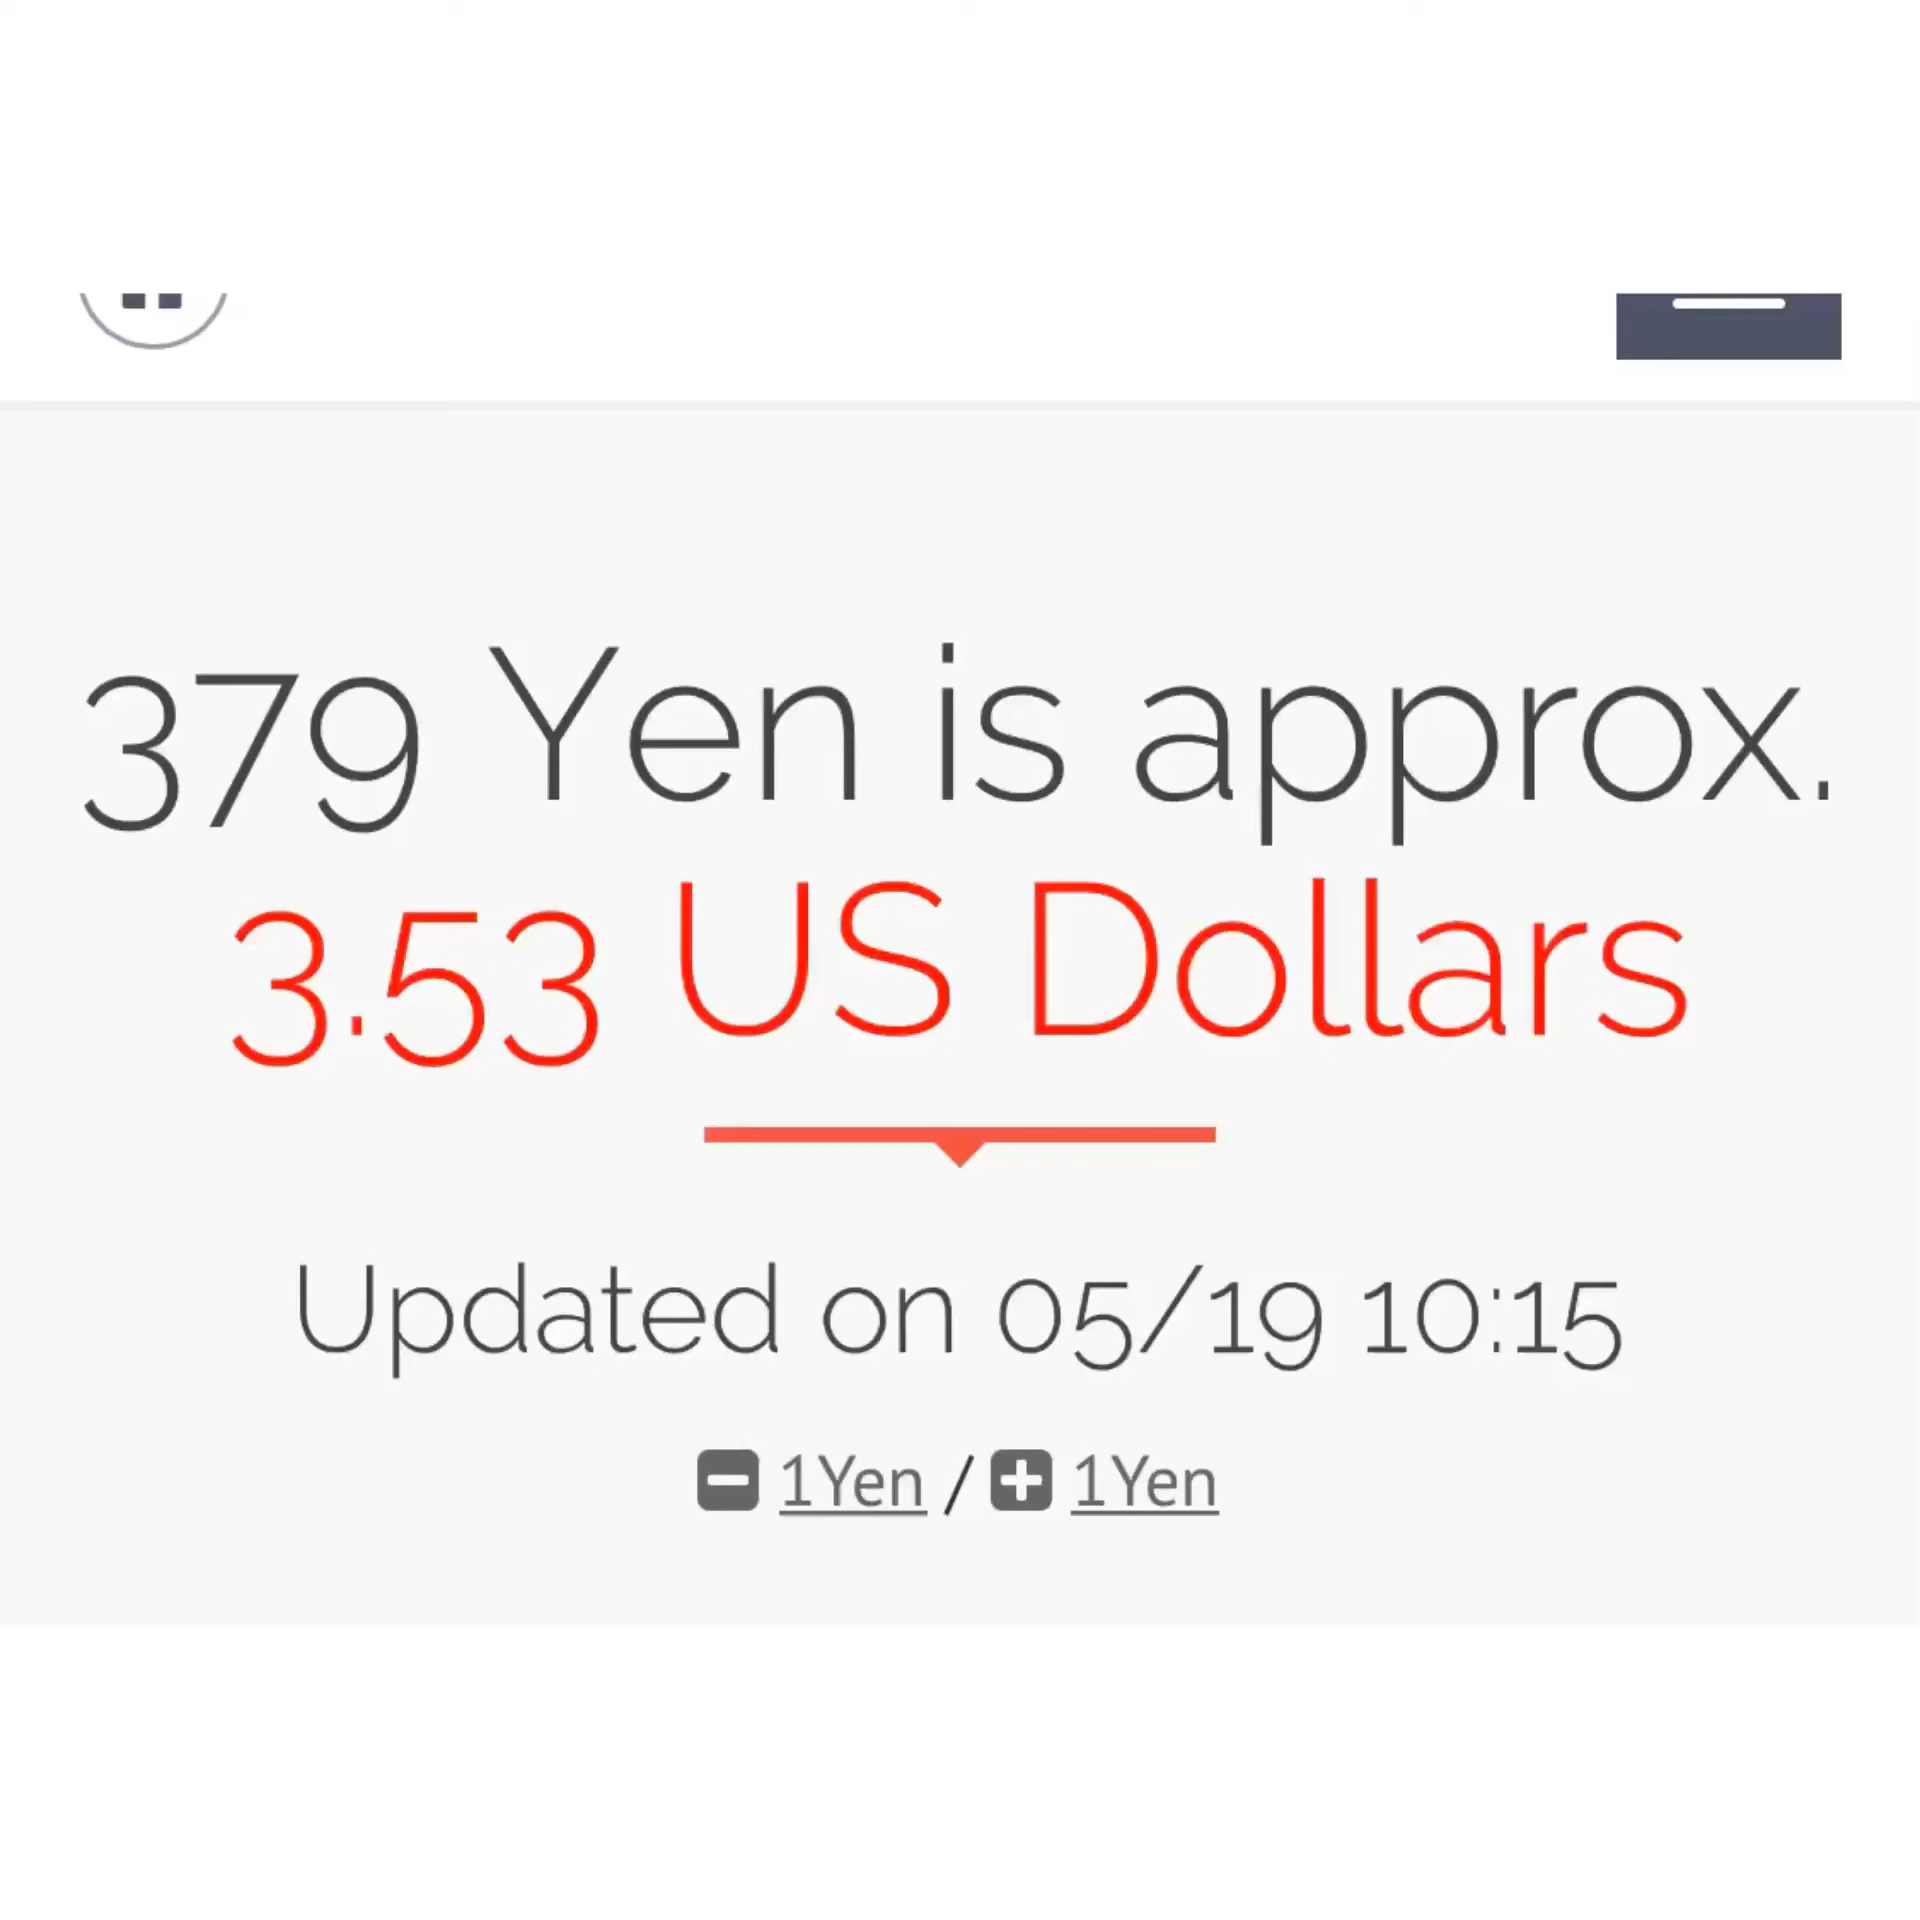 379 Yen is approx.
3.53 US Dollars
Updated on 05/19 10:15
1Yen / 1Yen